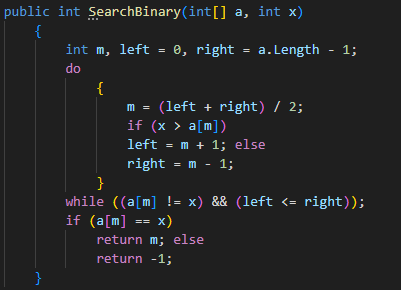 public int SearchBinary(int[] a, int x)
{
int m, left = 0, right = a.Length - 1;
do
{
m = (left + right) / 2;
if (x > a[m])
left = m + 1; else
right = m - 1;
}
while ((a[m] != x) && (left <= right));
if (a[m] == x)
return m; else
return -1;
}